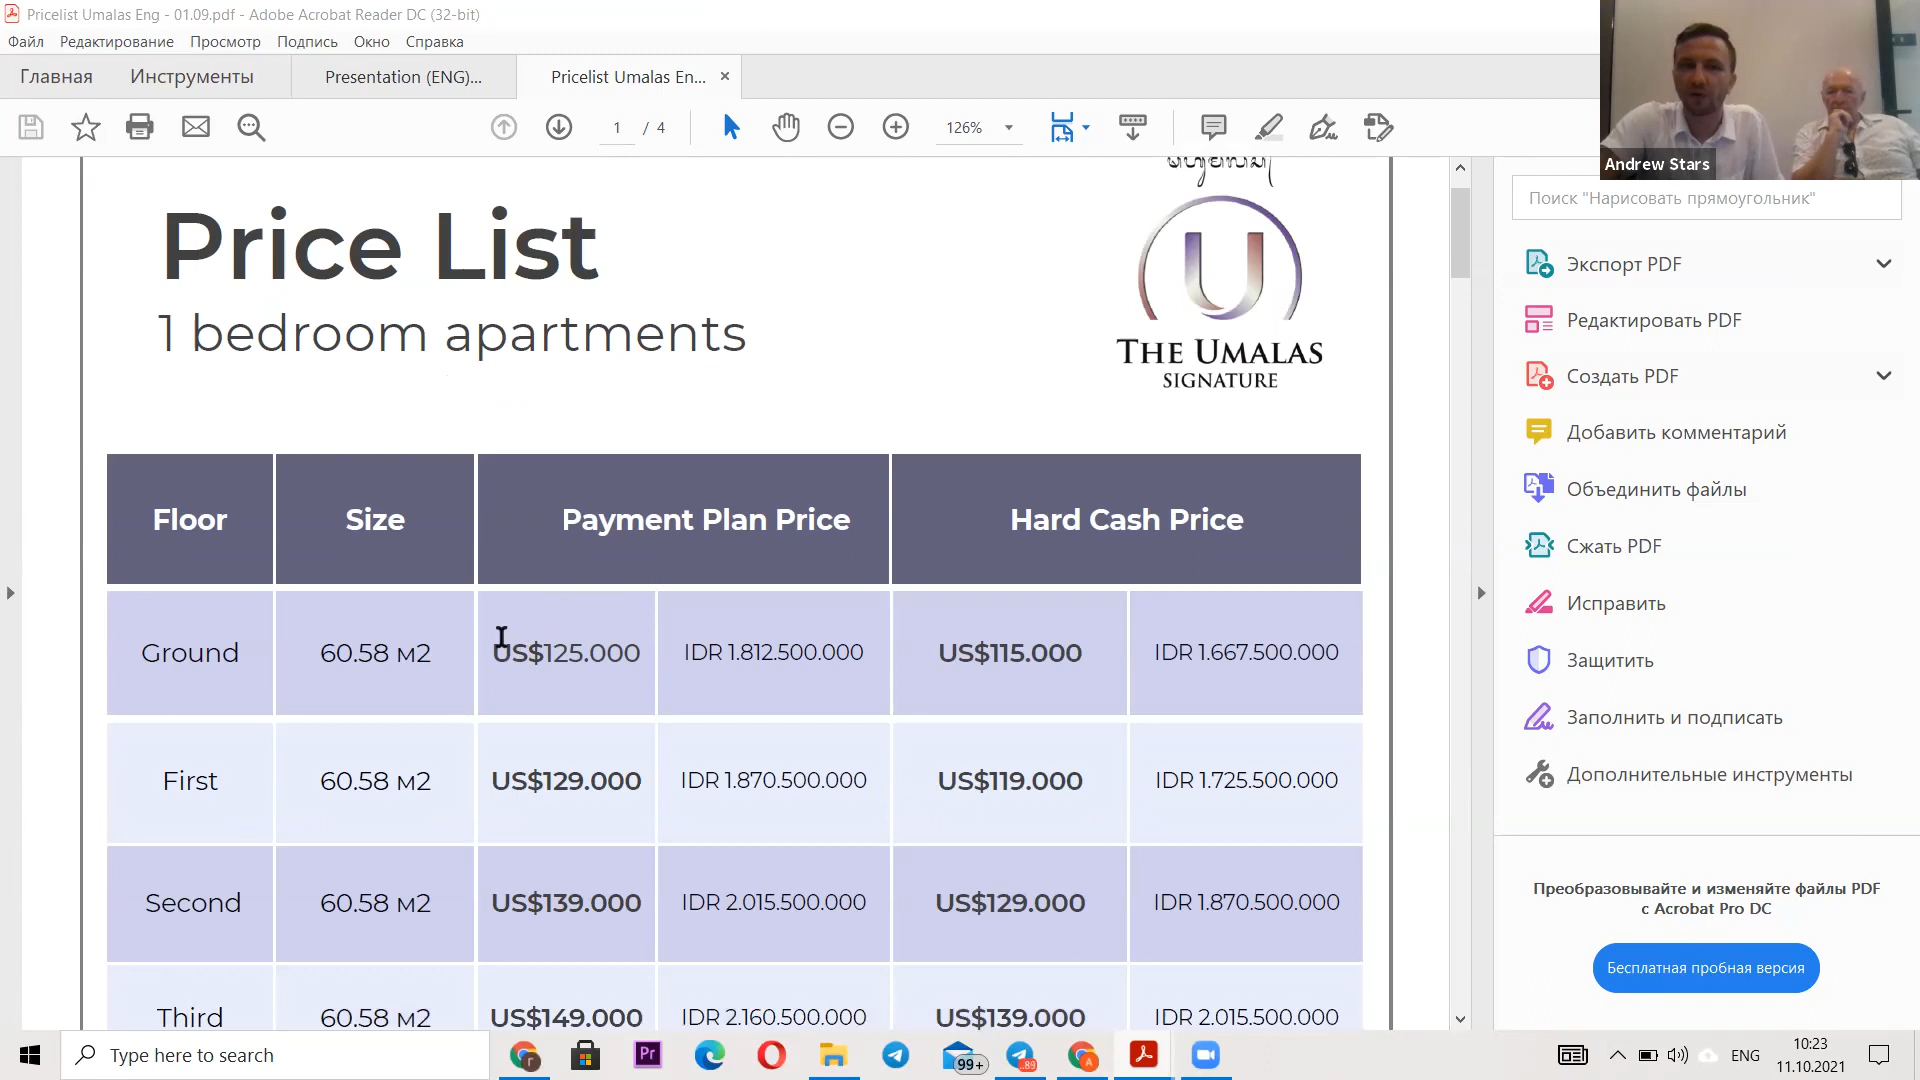 Pricelist Umalas Eng - 01.09.pdf - Adobe Acrobat Reader DC (32-bit)
Файл Редактирование Просмотр Подпись Окно Справка
Главная Инструменты Presentation (ENG)... Pricelist Umalas En... ×
1 / 4 126%
Andrew Stars
Поиск "Нарисовать прямоугольник"
Price List
1 bedroom apartments
U
THE UMALAS
SIGNATURE
Floor Size Payment Plan Price Hard Cash Price
Ground 60.58 м2 US$125.000 IDR 1.812.500.000 US$115.000 IDR 1.667.500.000
First 60.58 м2 US$129.000 IDR 1.870.500.000 US$119.000 IDR 1.725.500.000
Second 60.58 м2 US$139.000 IDR 2.015.500.000 US$129.000 IDR 1.870.500.000
Third 60.58 м2 US$149.000 IDR 2.160.500.000 US$139.000 IDR 2.015.500.000
Экспорт PDF
Редактировать PDF
Создать PDF
Добавить комментарий
Объединить файлы
Сжать PDF
Исправить
Защитить
Заполнить и подписать
Дополнительные инструменты
Преобразовывайте и изменяйте файлы PDF
с Acrobat Pro DC
Бесплатная пробная версия
Type here to search
Pr
99+
89
ENG
10:23
11.10.2021